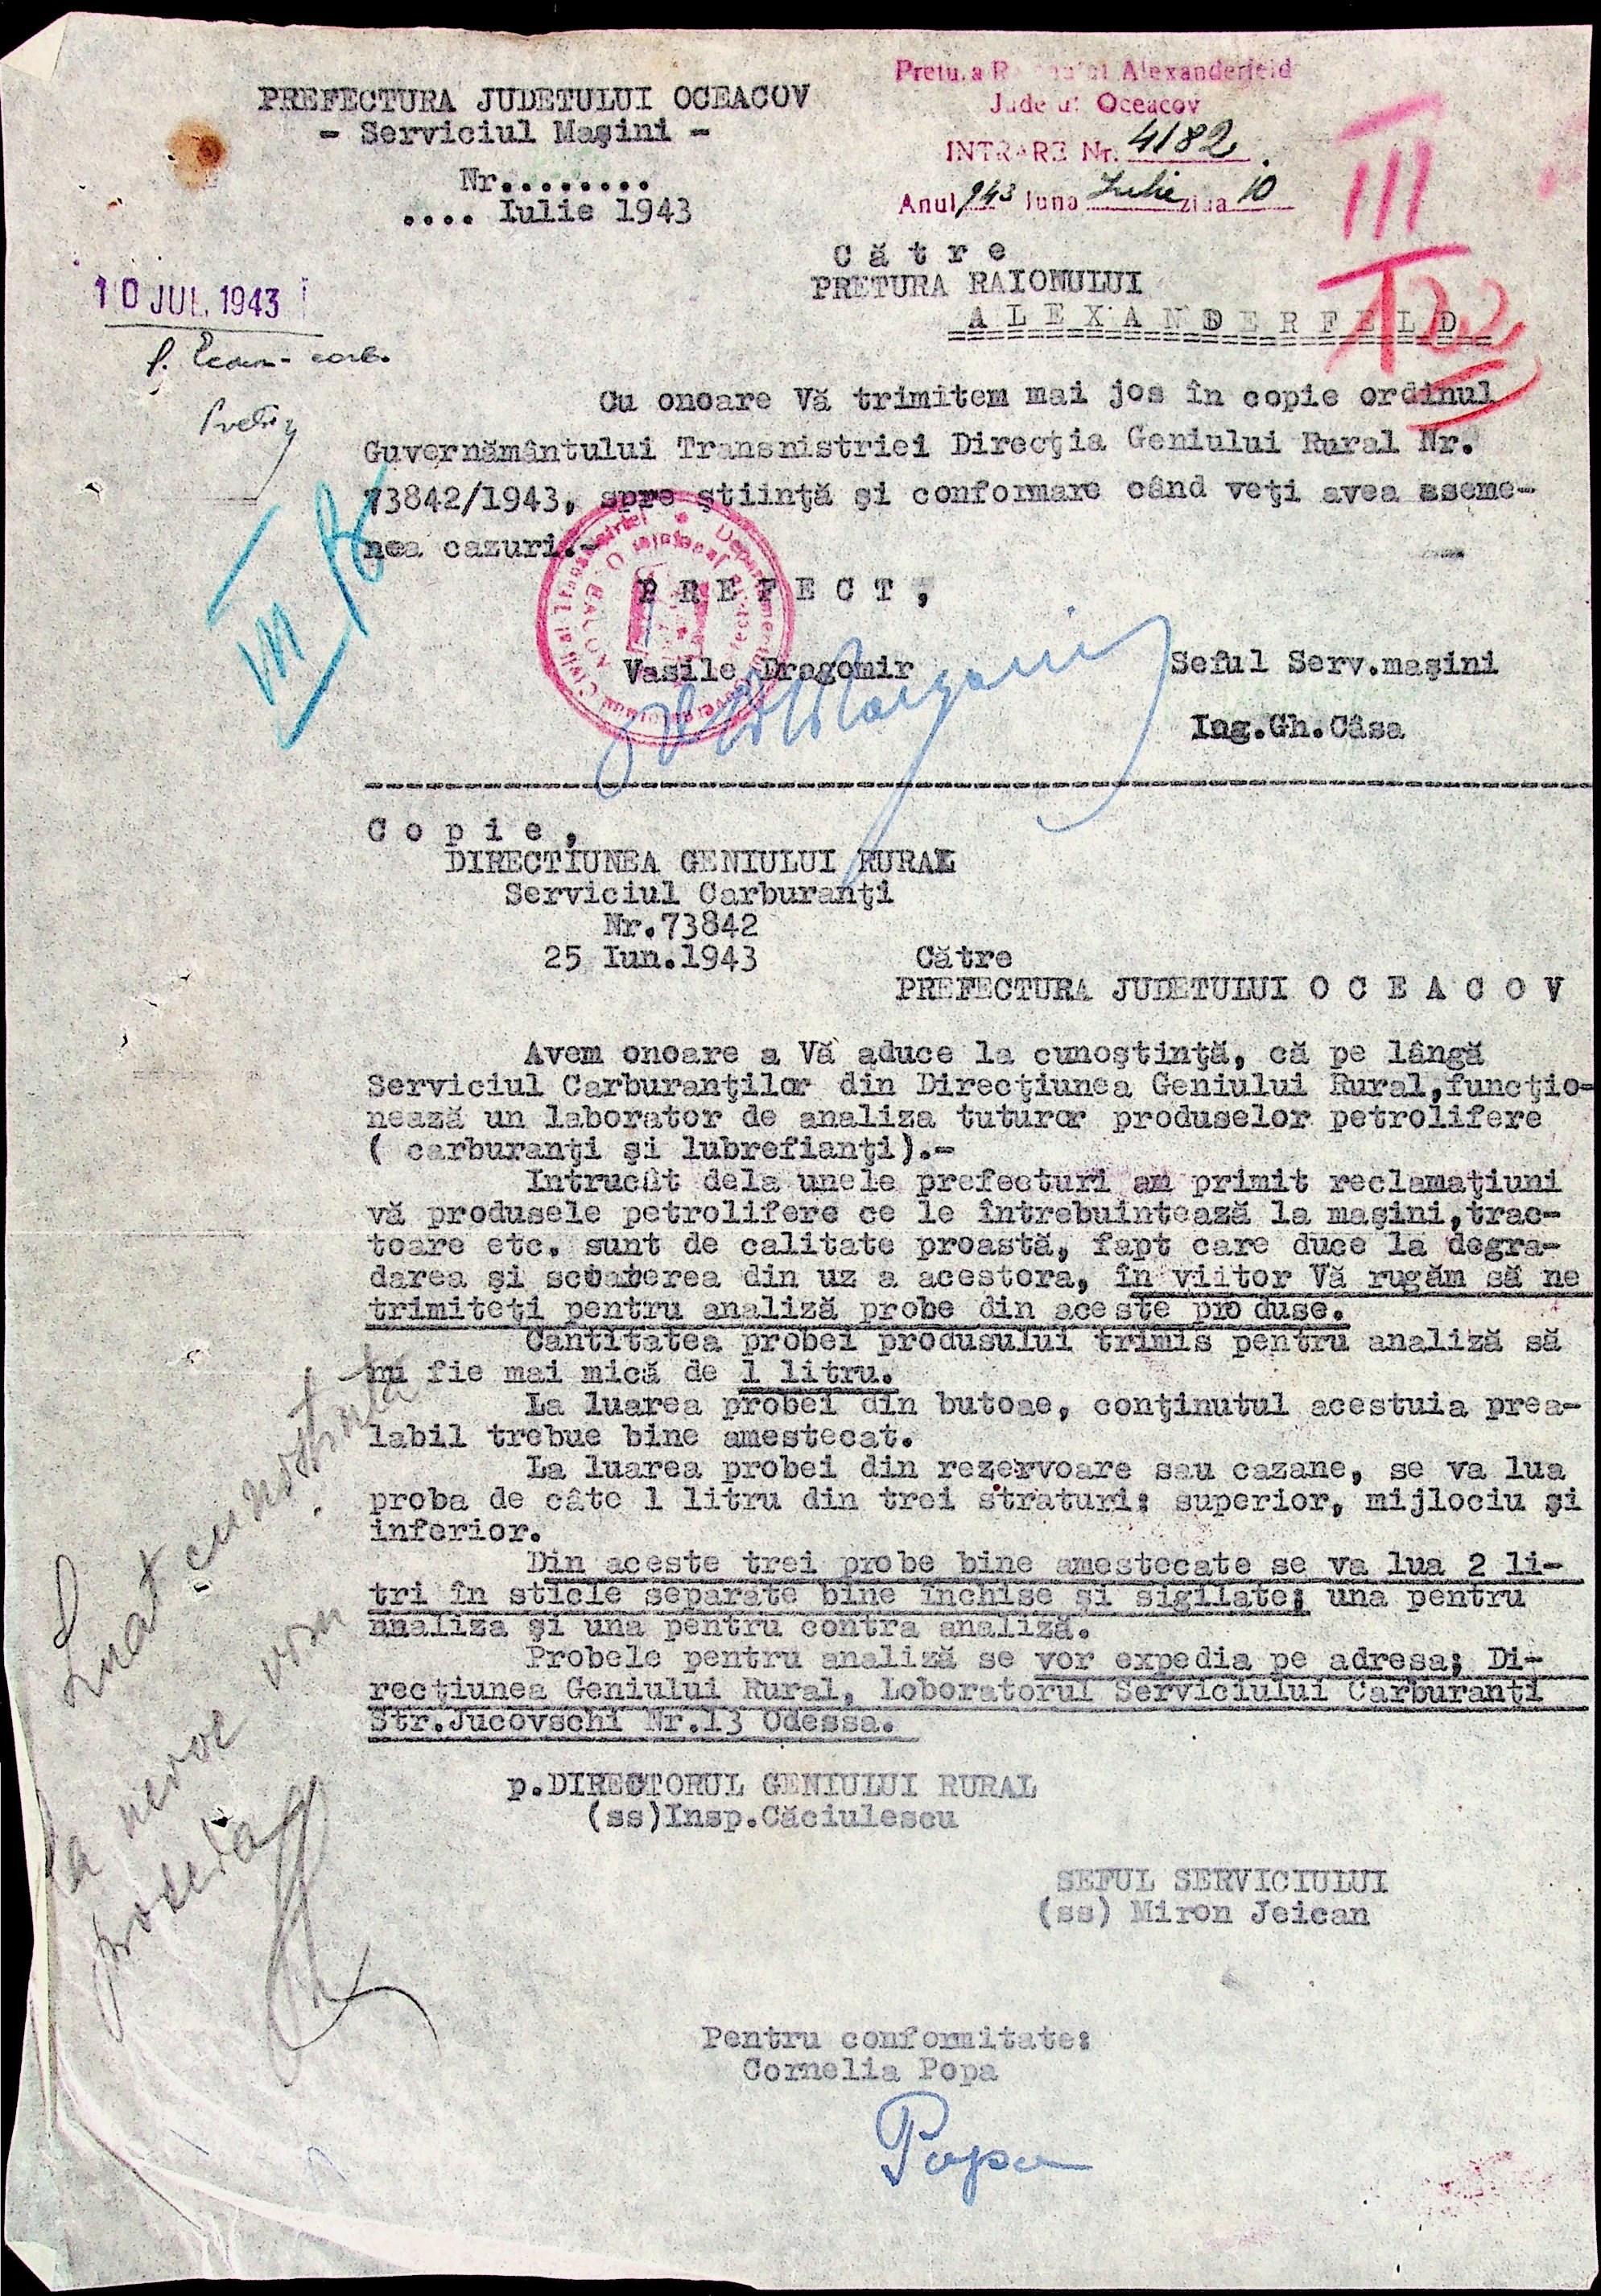 PREFECTURA JUDETULUI OCEACOV
- Serviciul Maşini -
Nr........
.... Iulie 1943
Alexanderfeld
Oceacov
INTRARE Nr. 4182
Anul 943 luna Iulie ziua 10
III
10 JUL. 1943
C ă t r e
PRETURA RAIONULUI
A L E X A N D E R F E L D
Cu onoare Vă trimitem mai jos în copie ordinul
Guvernământului Transnistriei Direcţia Geniului Rural Nr.
73842/1943, spre ştiinţă şi conformare când veţi avea aseme-
nea cazuri.-
P R E F E C T ,
Vasile Dragomir
Seful Serv.maşini
Ing.Gh.Câsa
C o p i e ,
DIRECTIUNEA GENIULUI RURAL
Serviciul Carburanţi
Nr.73842
25 Iun.1943
Către
PREFECTURA JUDETULUI O C E A C O V
Avem onoare a Vă aduce la cunoştinţă, că pe lângă
Serviciul Carburanţilor din Direcţiunea Geniului Rural,funcţio-
nează un laborator de analiza tuturor produselor petrolifere
( carburanţi şi lubrefianţi).-
Intrucât dela unele prefecturi am primit reclamaţiuni
vă produsele petrolifere ce le întrebuintează la maşini,trac-
toare etc. sunt de calitate proastă, fapt care duce la degra-
darea şi scoaterea din uz a acestora, în viitor Vă rugăm să ne
trimiteţi pentru analiză probe din aceste produse.
Cantitatea probei produsului trimis pentru analiză să
nu fie mai mică de 1 litru.
La luarea probei din butoae, conţinutul acestuia prea-
labil trebue bine amestecat.
La luarea probei din rezervoare sau cazane, se va lua
proba de câte 1 litru din trei straturi: superior, mijlociu şi
inferior.
Din aceste trei probe bine amestecate se va lua 2 li-
tri în sticle separate bine închise şi sigilate; una pentru
analiza şi una pentru contra analiză.
Probele pentru analiză se vor expedia pe adresa; Di-
recţiunea Geniului Rural, Loboratorul Serviciului Carburanţi
Str.Jucovschi Nr.13 Odessa.
Luat cunoştinţă
vom
la nevoe
proceda
p.DIRECTORUL GENIULUI RURAL
(ss)Insp.Căciulescu
SEFUL SERVICIULUI
(ss) Miron Jeican
Pentru conformitate:
Cornelia Popa
Popa